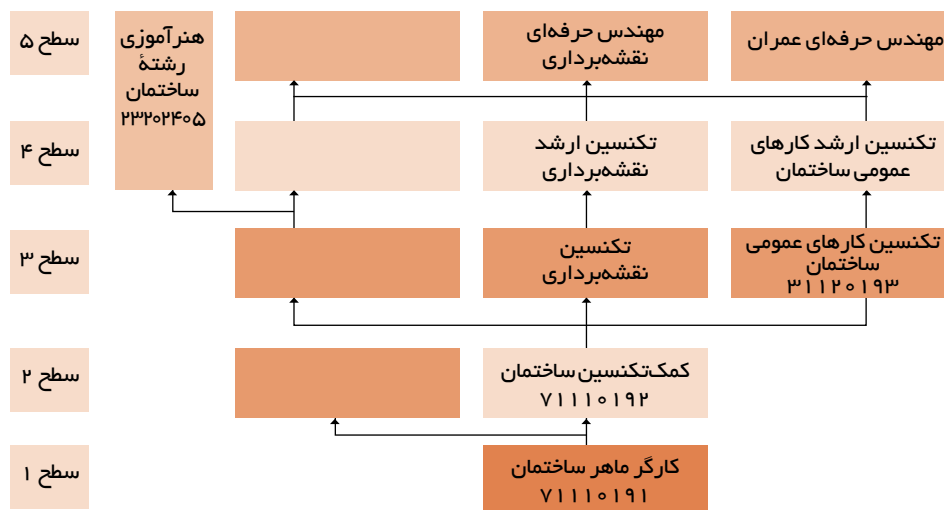 سطح ۵
هنرآموزی
رشتهٔ
ساختمان
۲۳۲۰۲۴۰۵
مهندس حرفه‌ای
نقشه‌برداری
مهندس حرفه‌ای عمران
سطح ۴
تکنسین ارشد
نقشه‌برداری
تکنسین ارشد کارهای
عمومی ساختمان
سطح ۳
تکنسین
نقشه‌برداری
تکنسین کارهای عمومی
ساختمان
۳۱۱۲۰۱۹۳
سطح ۲
کمک‌تکنسین ساختمان
۷۱۱۱۰۱۹۲
سطح ۱
کارگر ماهر ساختمان
۷۱۱۱۰۱۹۱